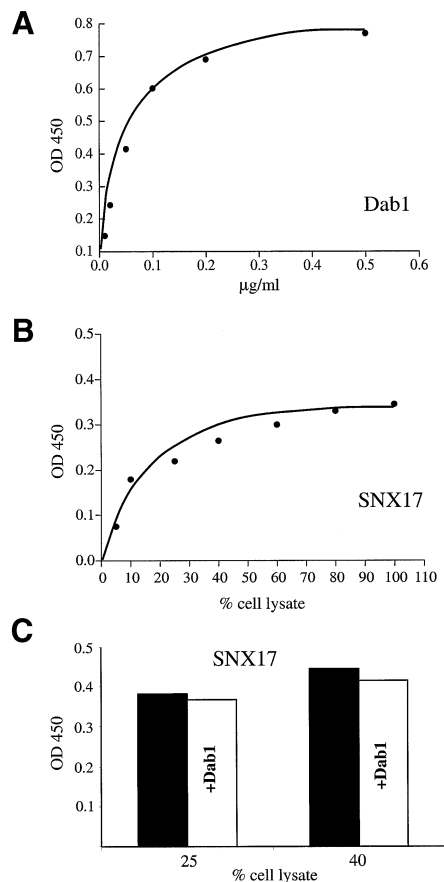 A
0.8
0.7
0.6
0.5
0.4
0.3
0.2
0.1
OD 450
Dab1
0.0 0.1 0.2 0.3 0.4 0.5 0.6
µg/ml
B
0.5
0.4
0.3
0.2
0.1
0.0
OD 450
SNX17
0 10 20 30 40 50 60 70 80 90 100 110
% cell lysate
C
SNX17
0.5
0.4
0.3
0.2
0.1
OD 450
+Dab1 +Dab1
25 40
% cell lysate